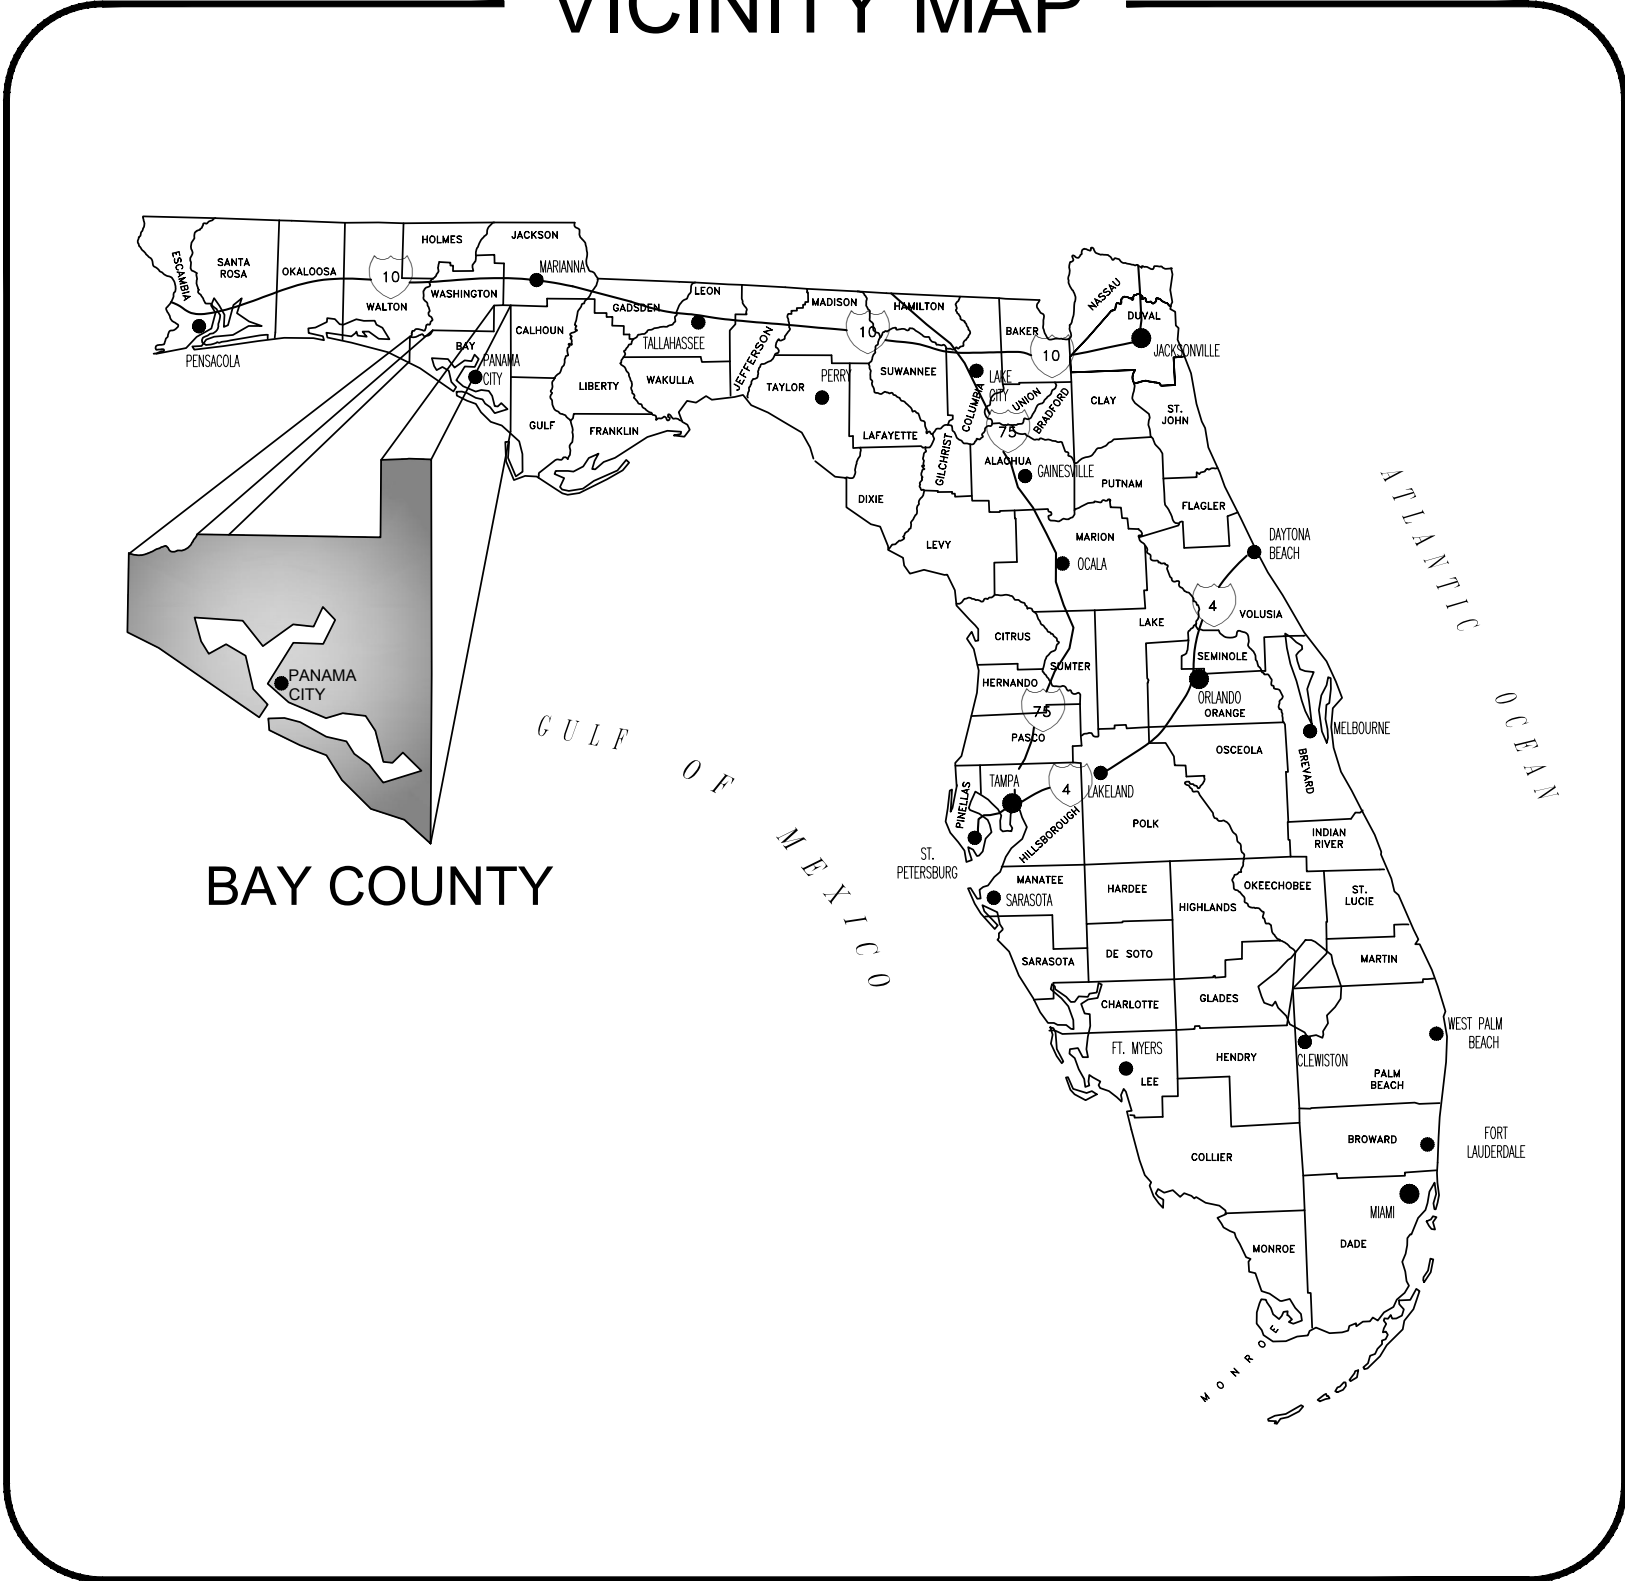 VICINITY MAP
HOLMES
JACKSON
ESCAMBIA
SANTA
ROSA
OKALOOSA
10
WALTON
WASHINGTON
MARIANNA
PENSACOLA
BAY
PANAMA
CITY
CALHOUN
GADSDEN
LEON
TALLAHASSEE
LIBERTY
WAKULLA
GULF
FRANKLIN
JEFFERSON
MADISON
HAMILTON
10
TAYLOR
PERRY
SUWANNEE
LAFAYETTE
DIXIE
GILCHRIST
COLUMBIA
LAKE
CITY
BAKER
10
NASSAU
DUVAL
JACKSONVILLE
UNION
BRADFORD
CLAY
ST.
JOHN
75
ALACHUA
GAINESVILLE
PUTNAM
FLAGLER
LEVY
MARION
OCALA
DAYTONA
BEACH
4
VOLUSIA
CITRUS
LAKE
SUMTER
HERNANDO
SEMINOLE
ORLANDO
ORANGE
75
PASCO
OSCEOLA
MELBOURNE
BREVARD
TAMPA
4
LAKELAND
PINELLAS
HILLSBOROUGH
POLK
ST.
PETERSBURG
INDIAN
RIVER
MANATEE
SARASOTA
HARDEE
HIGHLANDS
OKEECHOBEE
ST.
LUCIE
SARASOTA
DE SOTO
MARTIN
CHARLOTTE
GLADES
FT. MYERS
LEE
HENDRY
CLEWISTON
WEST PALM
BEACH
PALM
BEACH
COLLIER
BROWARD
FORT
LAUDERDALE
MIAMI
MONROE
DADE
MONROE
ATLANTIC OCEAN
GULF OF MEXICO
PANAMA
CITY
BAY COUNTY